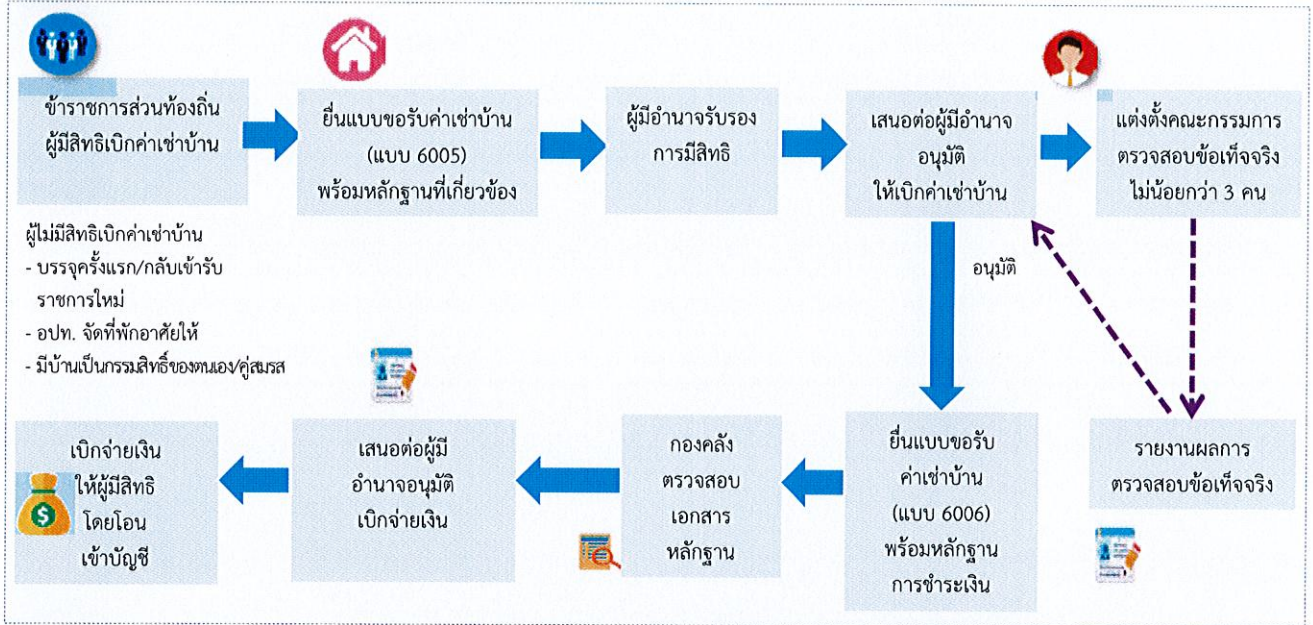 ข้าราชการส่วนท้องถิ่น
ผู้มีสิทธิเบิกค่าเช่าบ้าน
ยื่นแบบขอรับค่าเช่าบ้าน
(แบบ 6005)
พร้อมหลักฐานที่เกี่ยวข้อง
ผู้มีอำนาจรับรอง
การมีสิทธิ
เสนอต่อผู้มีอำนาจ
อนุมัติ
ให้เบิกค่าเช่าบ้าน
แต่งตั้งคณะกรรมการ
ตรวจสอบข้อเท็จจริง
ไม่น้อยกว่า 3 คน
ผู้ไม่มีสิทธิเบิกค่าเช่าบ้าน
- บรรจุครั้งแรก/กลับเข้ารับ
ราชการใหม่
- อปท. จัดที่พักอาศัยให้
- มีบ้านเป็นกรรมสิทธิ์ของตนเอง/คู่สมรส
อนุมัติ
รายงานผลการ
ตรวจสอบข้อเท็จจริง
ยื่นแบบขอรับ
ค่าเช่าบ้าน
(แบบ 6006)
พร้อมหลักฐาน
การชำระเงิน
กองคลัง
ตรวจสอบ
เอกสาร
หลักฐาน
เสนอต่อผู้มี
อำนาจอนุมัติ
เบิกจ่ายเงิน
เบิกจ่ายเงิน
ให้ผู้มีสิทธิ
โดยโอน
เข้าบัญชี